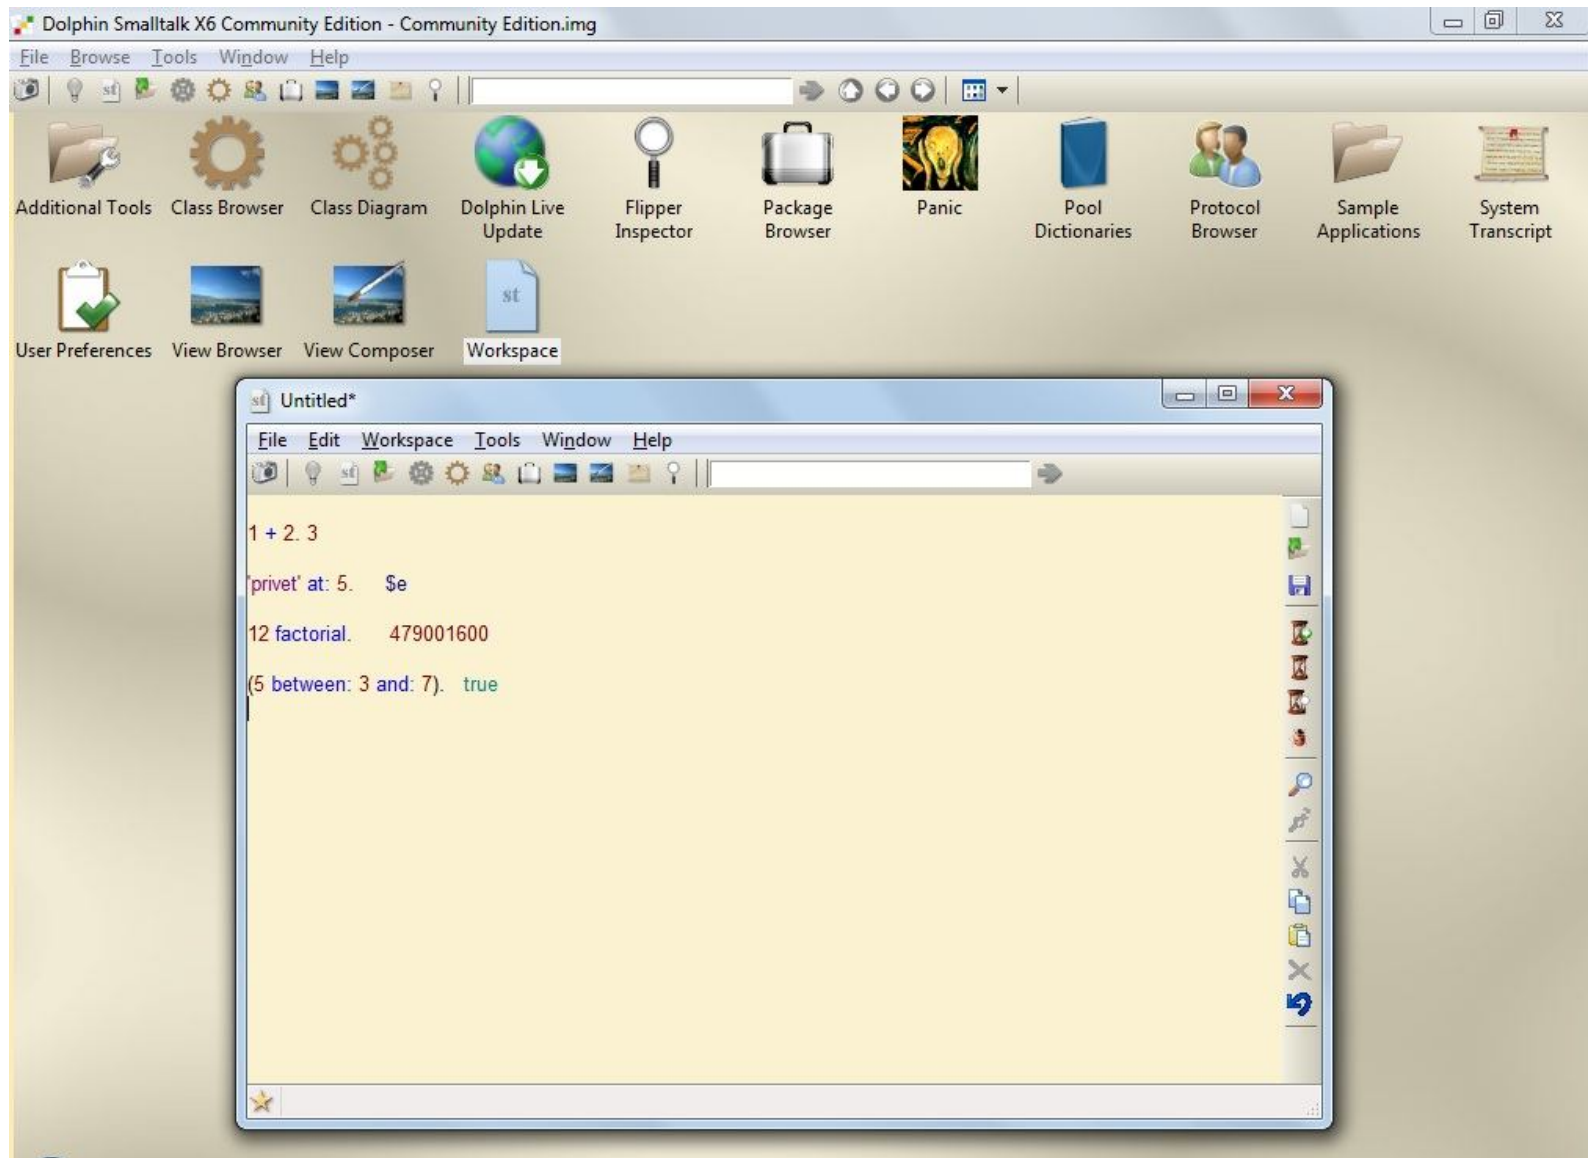 Dolphin Smalltalk X6 Community Edition - Community Edition.img
File Browse Tools Window Help
st
Additional Tools Class Browser Class Diagram Dolphin Live Update Flipper Inspector Package Browser Panic Pool Dictionaries Protocol Browser Sample Applications System Transcript
st
User Preferences View Browser View Composer Workspace
st Untitled*
File Edit Workspace Tools Window Help
st
1 + 2. 3
'privet' at: 5. $e
12 factorial. 479001600
(5 between: 3 and: 7). true